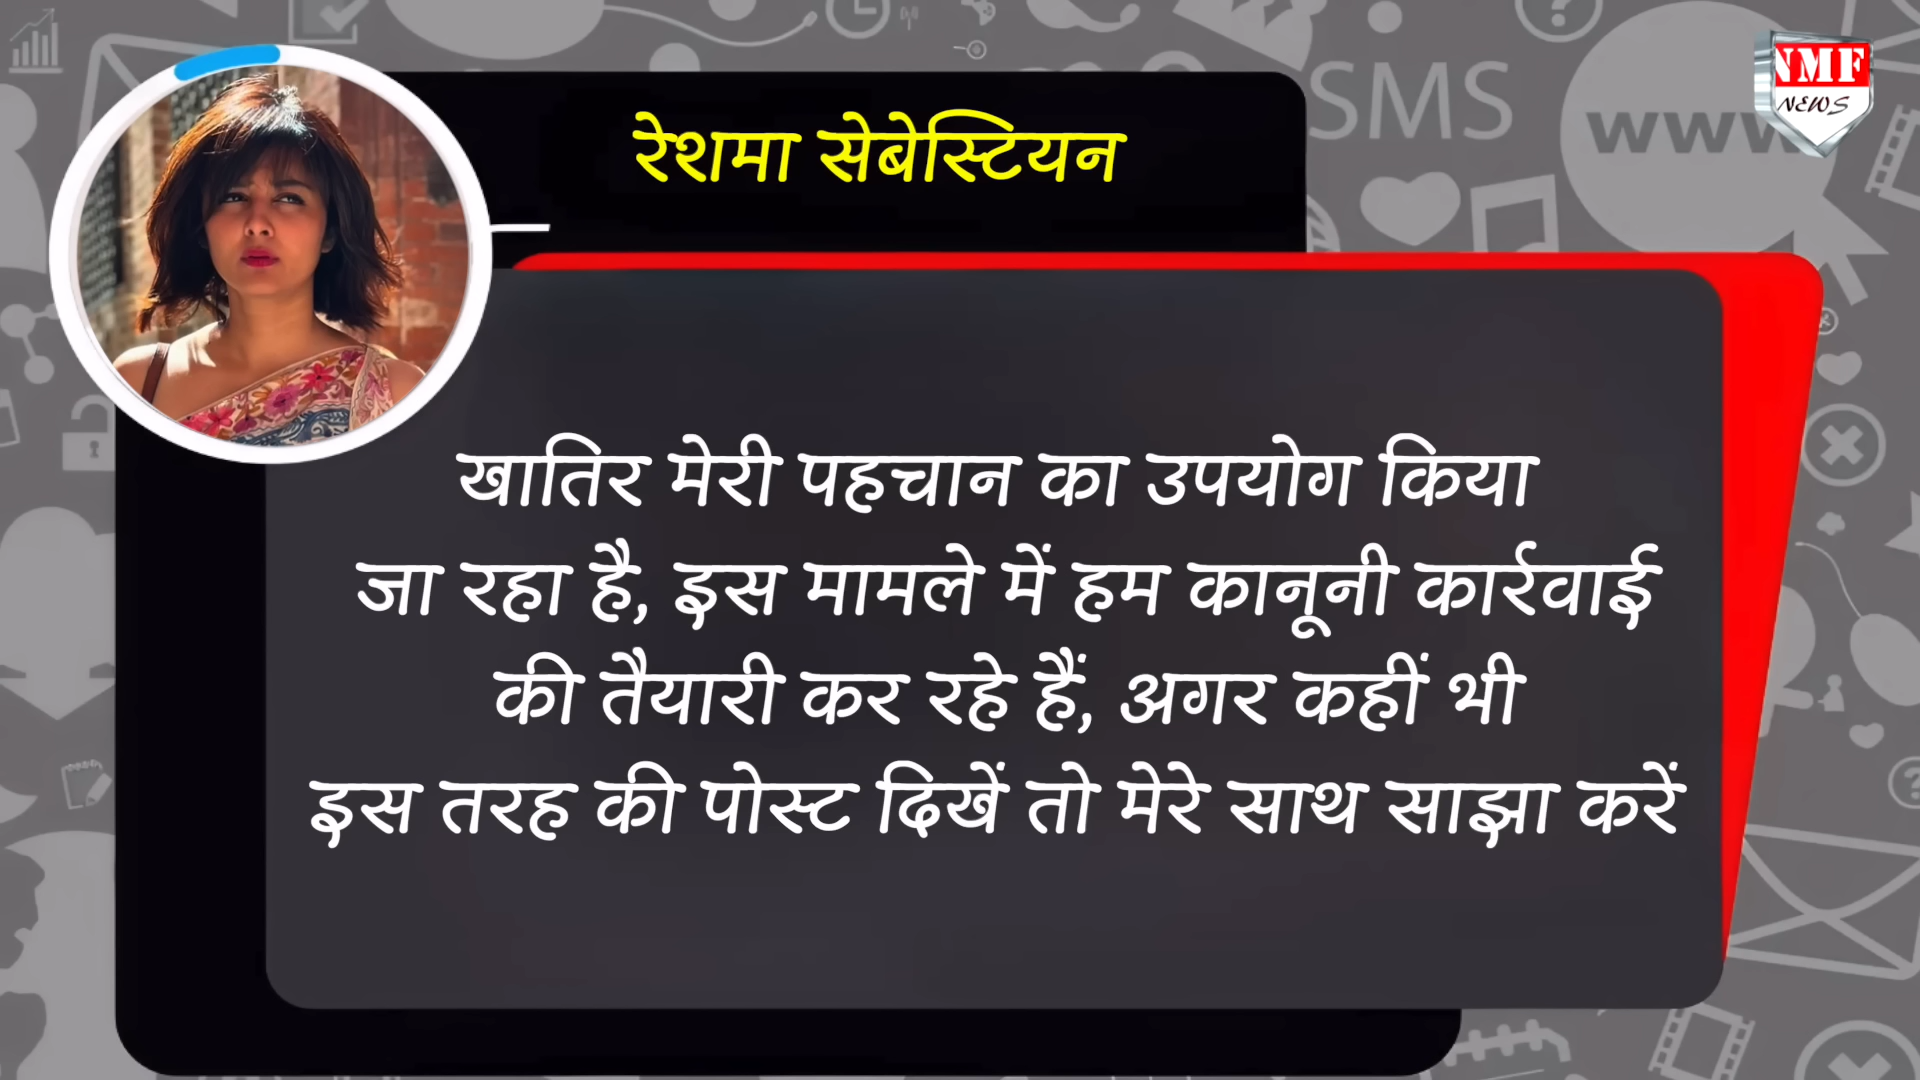 NMF
NEWS
SMS
www
रेशमा सेबेस्टियन
खातिर मेरी पहचान का उपयोग किया
जा रहा है, इस मामले में हम कानूनी कार्रवाई
की तैयारी कर रहे हैं, अगर कहीं भी
इस तरह की पोस्ट दिखें तो मेरे साथ साझा करें